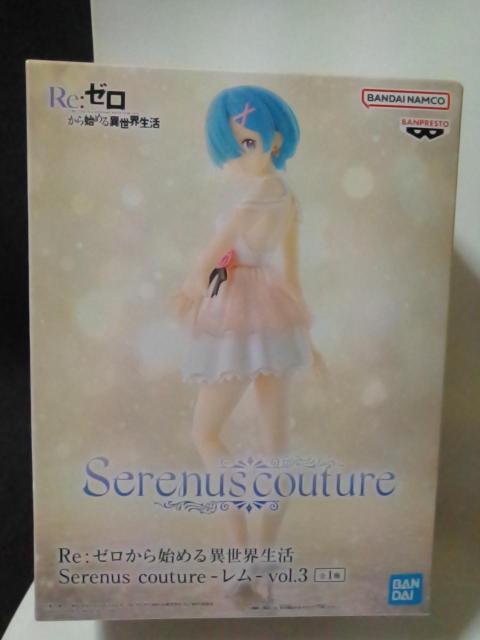 Re:ゼロ
から始める異世界生活
BANDAI NAMCO
BANPRESTO
Serenus couture
Re:ゼロから始める異世界生活
Serenus couture-レム- vol.3 全1種
BAN
DAI